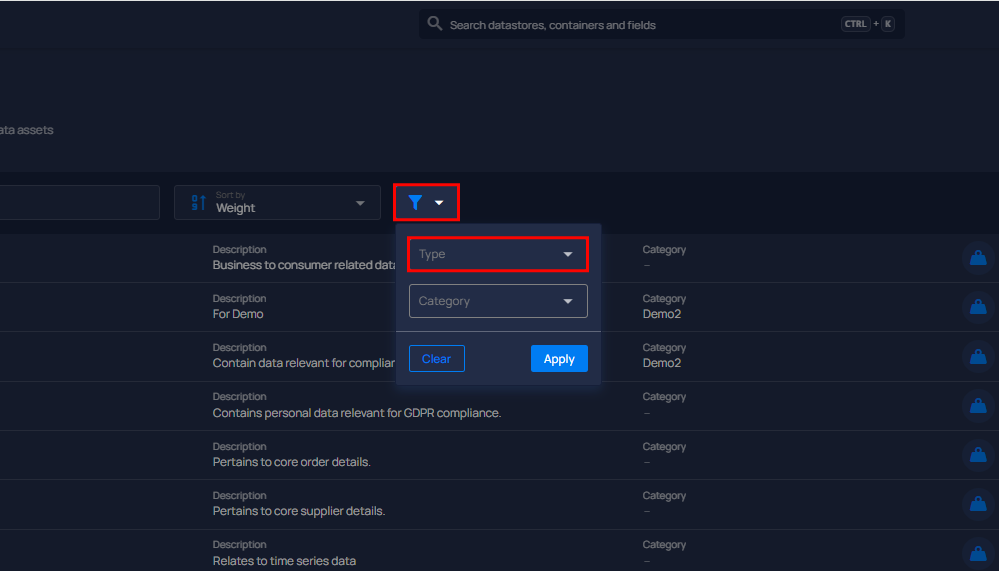 Search datastores, containers and fields
CTRL + K
ata assets
Sort by
Weight
Type
Category
Clear
Apply
Description
Business to consumer related data
Category
–
Description
For Demo
Category
Demo2
Description
Contain data relevant for complian
Category
Demo2
Description
Contains personal data relevant for GDPR compliance.
Category
–
Description
Pertains to core order details.
Category
–
Description
Pertains to core supplier details.
Category
–
Description
Relates to time series data
Category